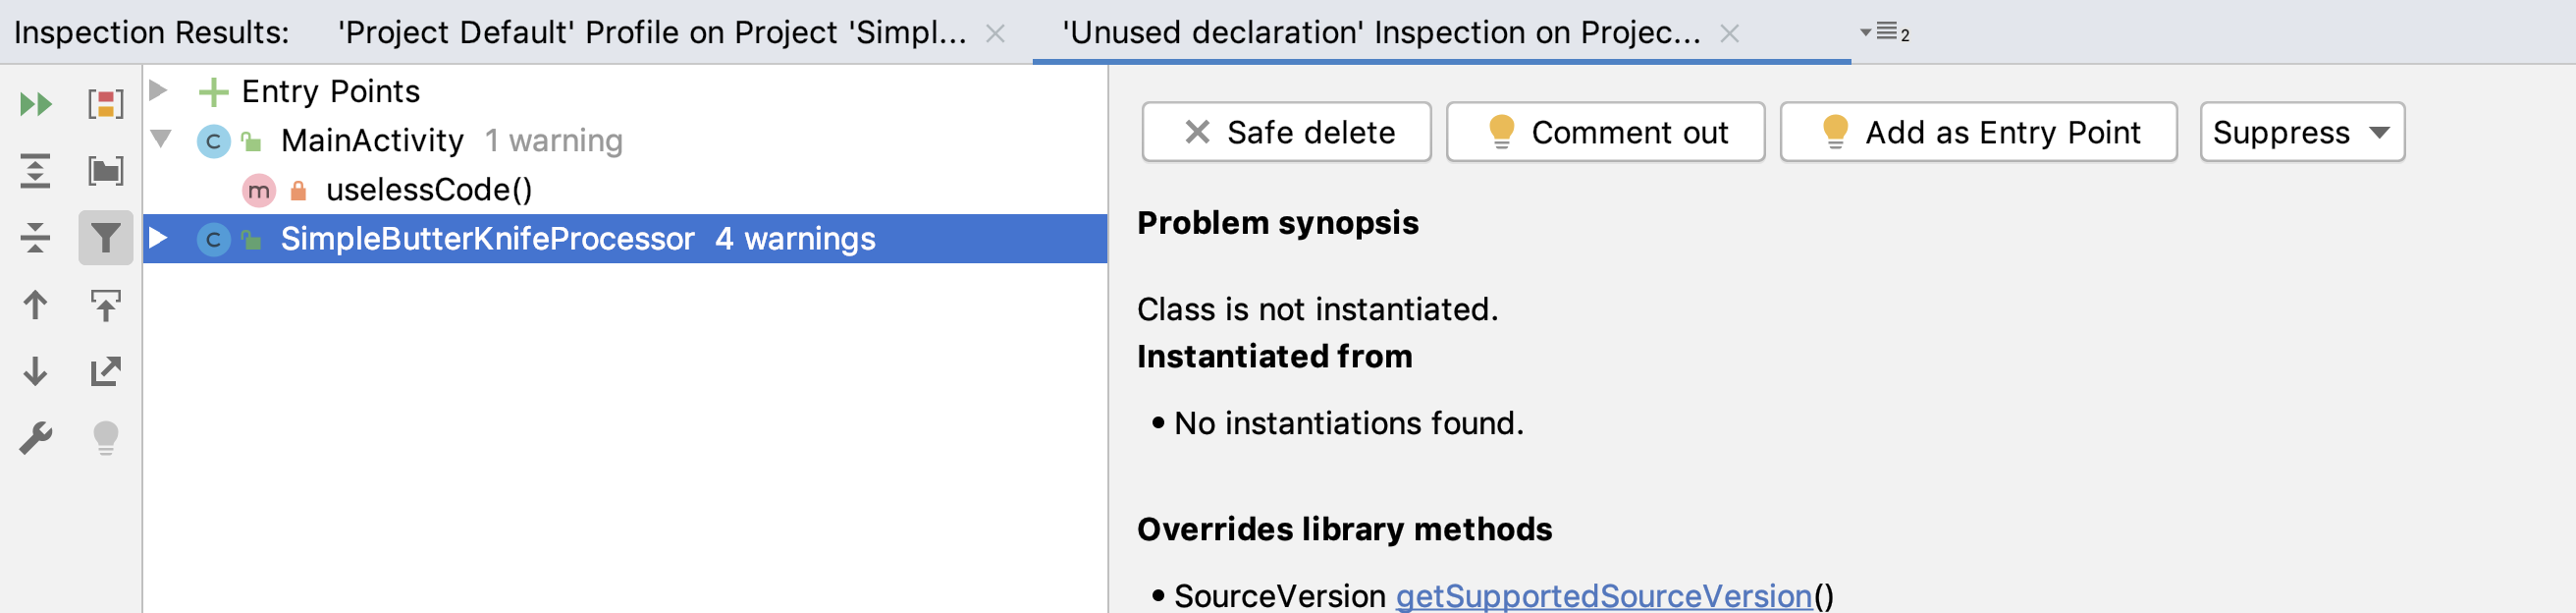 Inspection Results: 'Project Default' Profile on Project 'Simpl... 'Unused declaration' Inspection on Projec... 2
Entry Points
MainActivity 1 warning
uselessCode()
SimpleButterKnifeProcessor 4 warnings
Safe delete Comment out Add as Entry Point Suppress
Problem synopsis
Class is not instantiated.
Instantiated from
• No instantiations found.
Overrides library methods
• SourceVersion getSupportedSourceVersion()